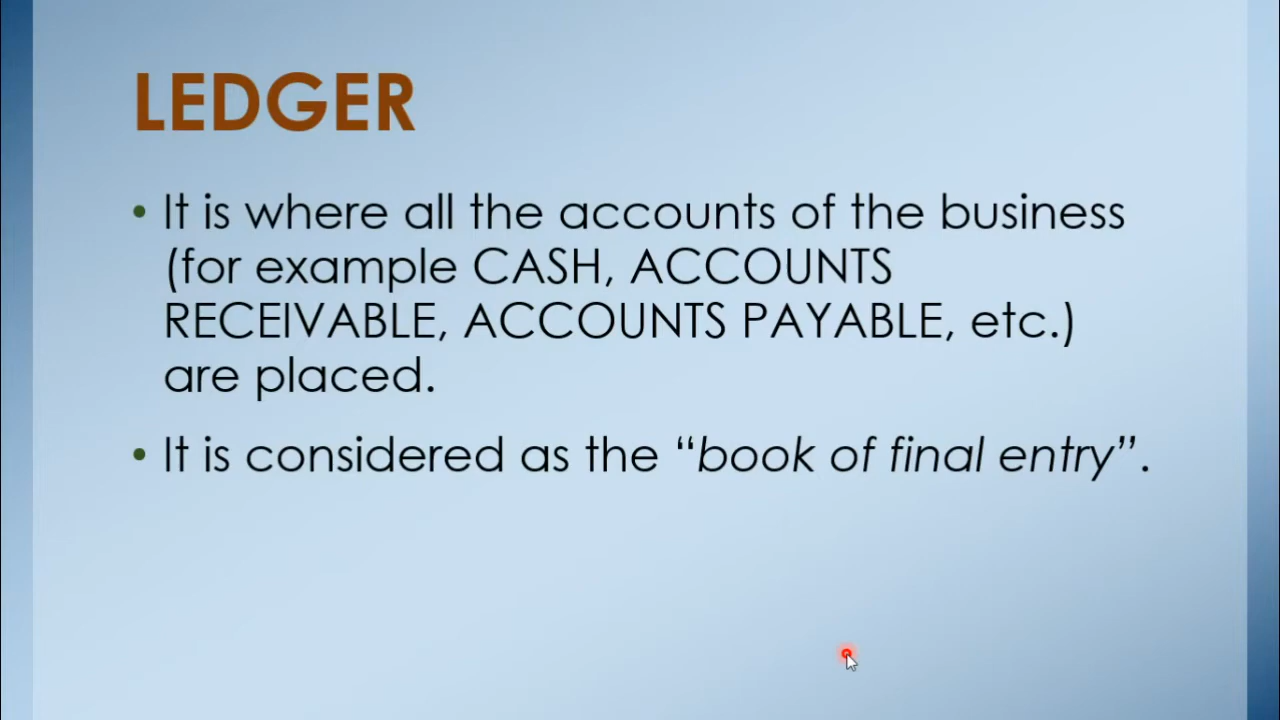 LEDGER
• It is where all the accounts of the business
(for example CASH, ACCOUNTS
RECEIVABLE, ACCOUNTS PAYABLE, etc.)
are placed.
• It is considered as the “book of final entry”.